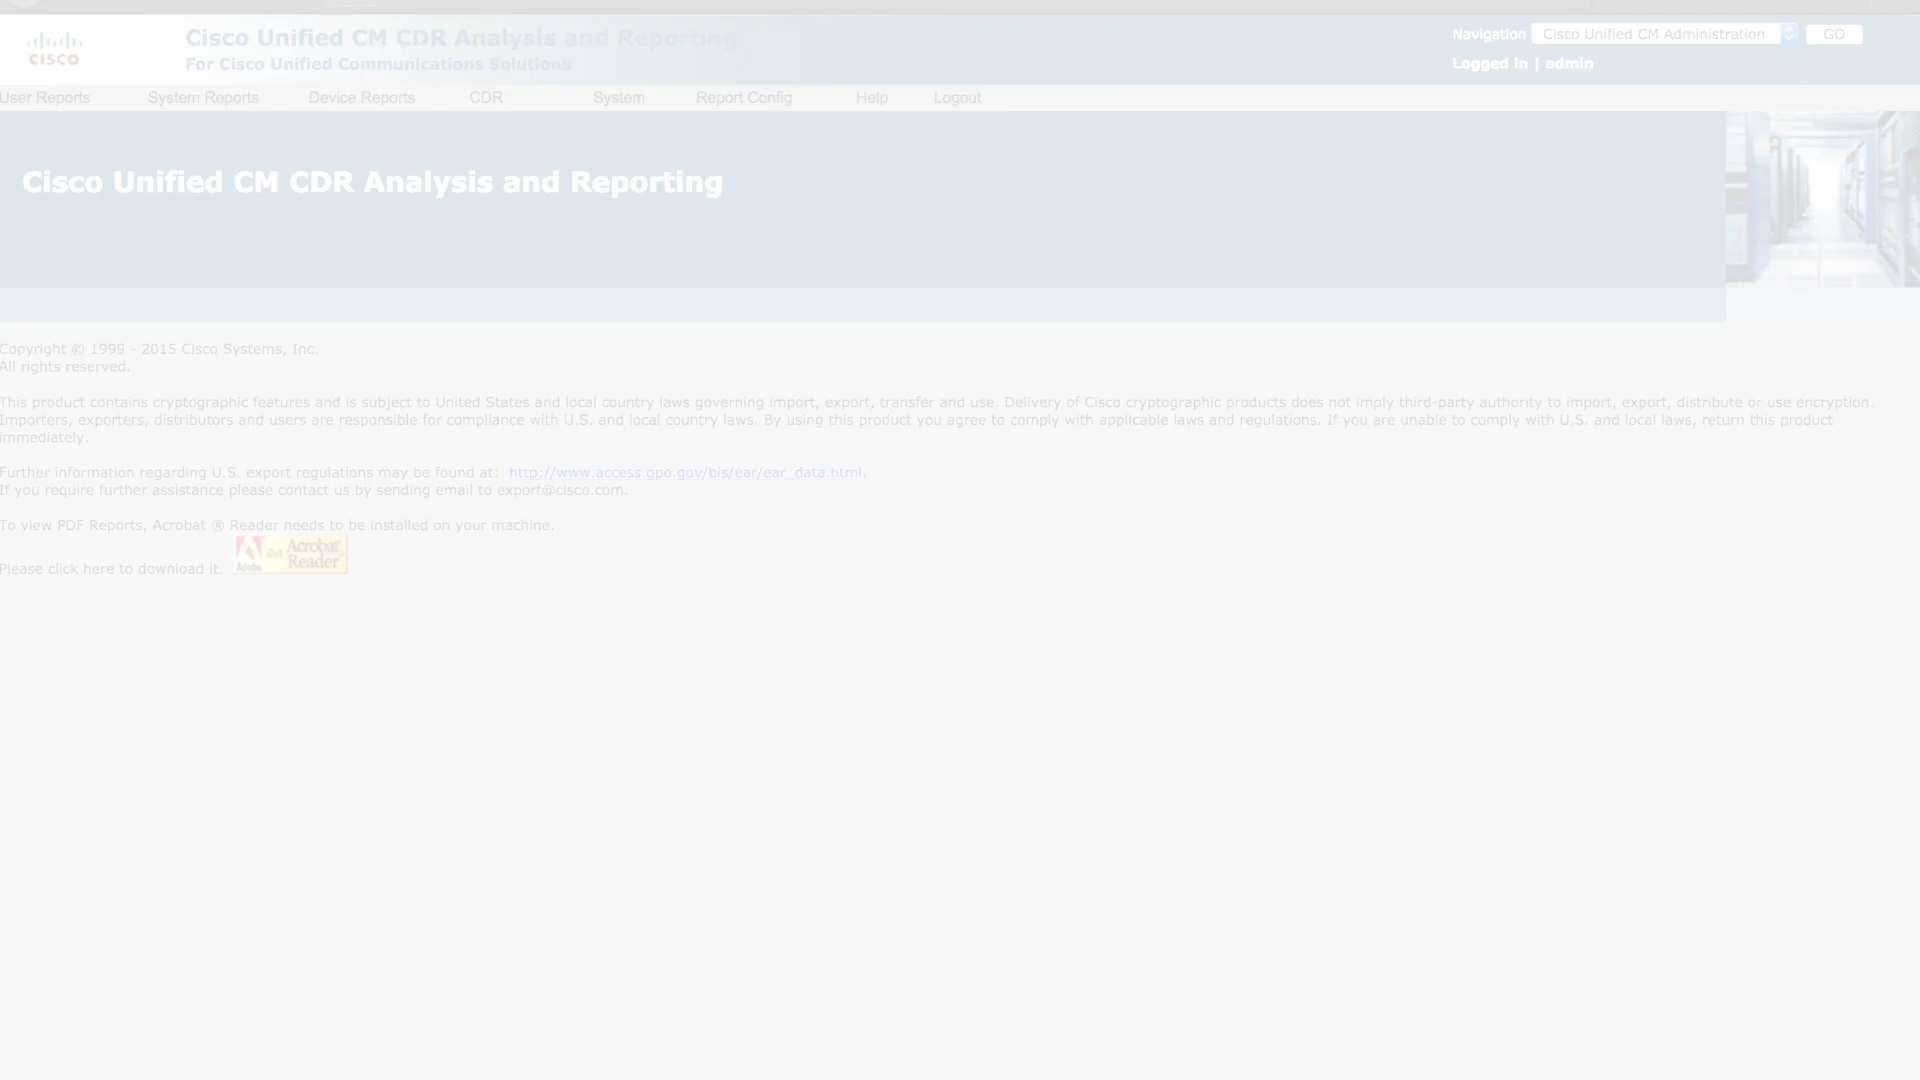 CISCO
Cisco Unified CM CDR Analysis and Reporting
For Cisco Unified Communications Solutions
Navigation Cisco Unified CM Administration GO
Logged in | admin
User Reports System Reports Device Reports CDR System Report Config Help Logout
Cisco Unified CM CDR Analysis and Reporting
Copyright © 1999 - 2015 Cisco Systems, Inc.
All rights reserved.
This product contains cryptographic features and is subject to United States and local country laws governing import, export, transfer and use. Delivery of Cisco cryptographic products does not imply third-party authority to import, export, distribute or use encryption.
Importers, exporters, distributors and users are responsible for compliance with U.S. and local country laws. By using this product you agree to comply with applicable laws and regulations. If you are unable to comply with U.S. and local laws, return this product
immediately.
Further information regarding U.S. export regulations may be found at: http://www.access.gpo.gov/bis/ear/ear_data.html.
If you require further assistance please contact us by sending email to export@cisco.com.
To view PDF Reports, Acrobat ® Reader needs to be installed on your machine.
Please click here to download it.
Adobe Get Acrobat Reader